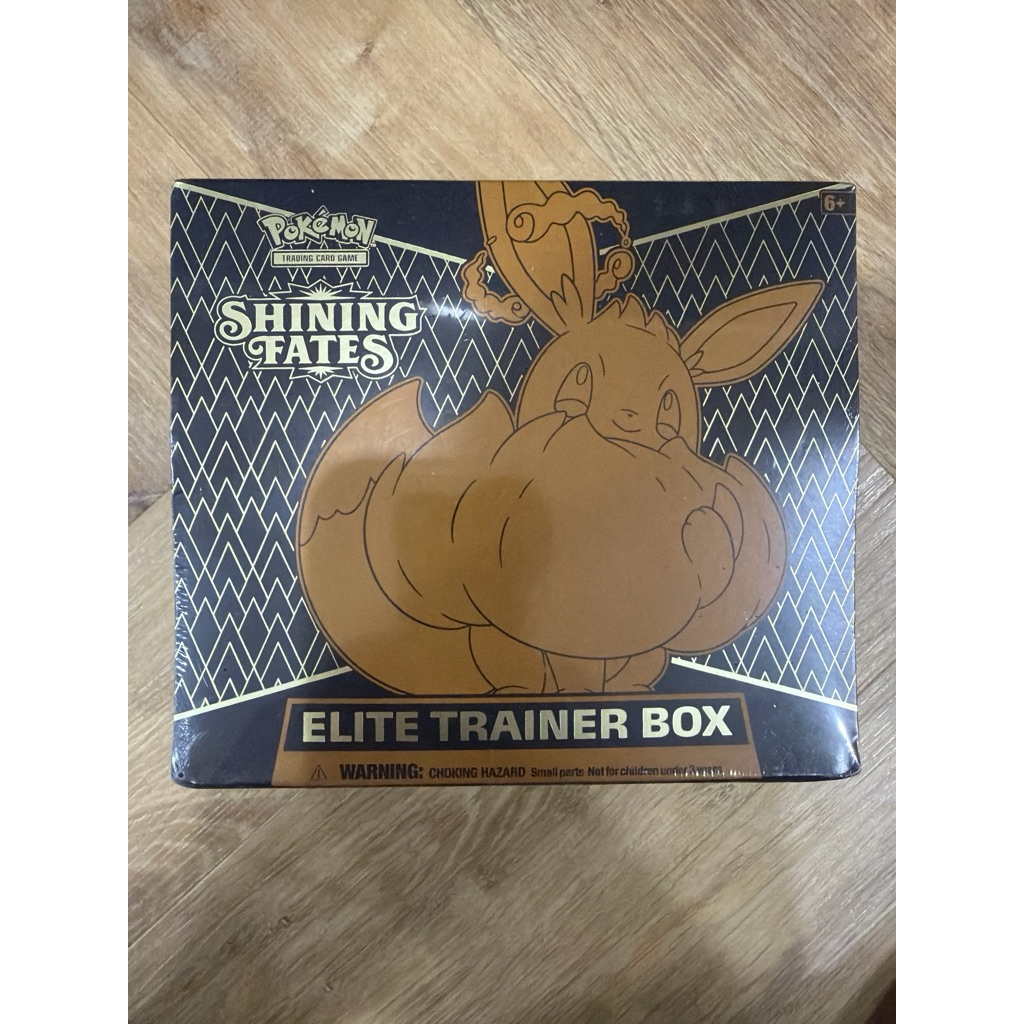 6+
POKéMON
TRADING CARD GAME
SHINING
FATES
ELITE TRAINER BOX
WARNING: CHOKING HAZARD Small parts Not for children under 3 years.